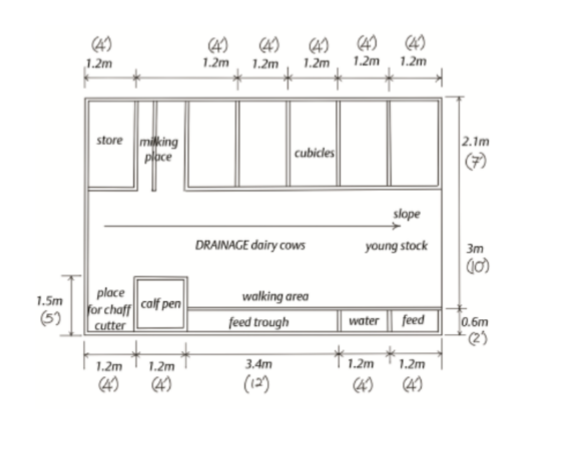 (4') (4') (4') (4') (4') (4')
1.2m 1.2m 1.2m 1.2m 1.2m 1.2m
store
milking
place
cubicles
2.1m
(7')
slope
DRAINAGE dairy cows
young stock
3m
(10')
1.5m
(5')
place
for chaff
cutter
calf pen
walking area
feed trough
water
feed
0.6m
(2')
1.2m 1.2m 3.4m 1.2m 1.2m
(4') (4') (12') (4') (4')